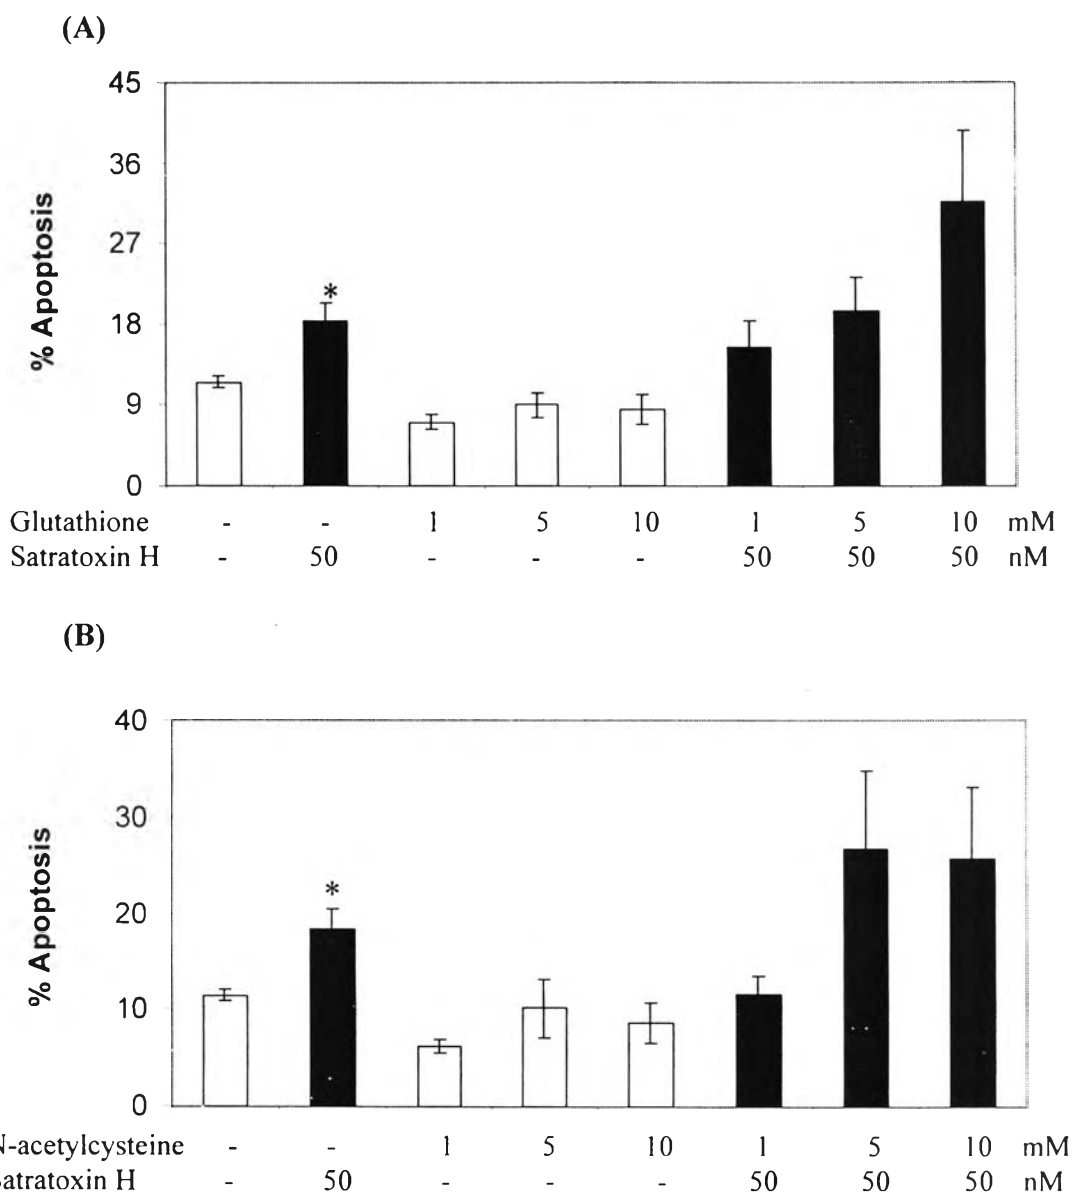 (A)
45
36
27
18
9
0
% Apoptosis
*
Glutathione - - 1 5 10 1 5 10 mM
Satratoxin H - 50 - - - 50 50 50 nM
(B)
40
30
20
10
0
% Apoptosis
*
N-acetylcysteine - - 1 5 10 1 5 10 mM
Satratoxin H - 50 - - - 50 50 50 nM